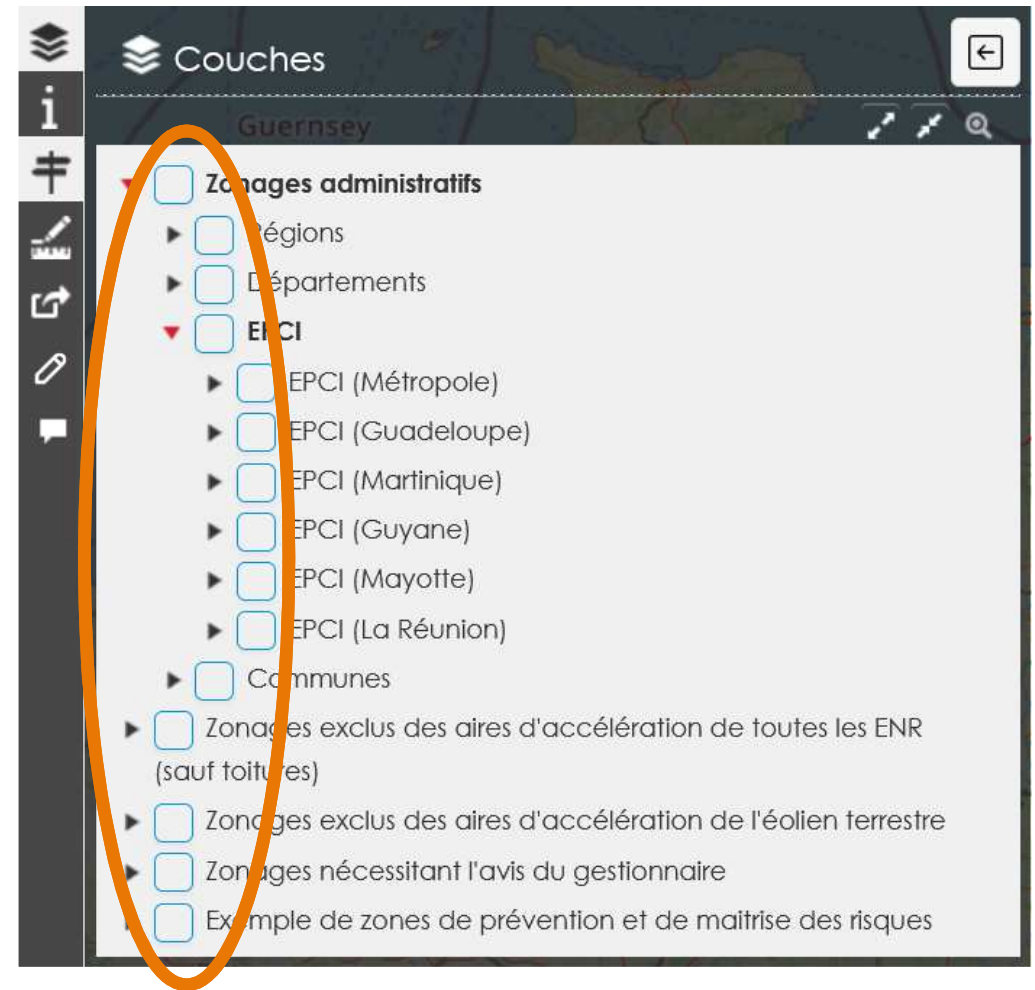 Couches
Guernsey
Zonages administratifs
Régions
Départements
EPCI
EPCI (Métropole)
EPCI (Guadeloupe)
EPCI (Martinique)
EPCI (Guyane)
EPCI (Mayotte)
EPCI (La Réunion)
Communes
Zonages exclus des aires d'accélération de toutes les ENR
(sauf toitures)
Zonages exclus des aires d'accélération de l'éolien terrestre
Zonages nécessitant l'avis du gestionnaire
Exemple de zones de prévention et de maitrise des risques